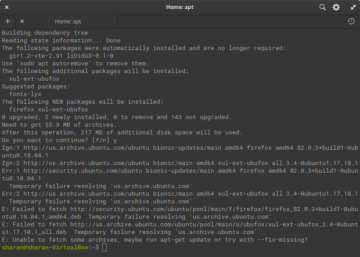 Home: apt
Home: apt
Building dependency tree
Reading state information... Done
The following packages were automatically installed and are no longer required:
gir1.2-vte-2.91 libido3-0.1-0
Use 'sudo apt autoremove' to remove them.
The following additional packages will be installed:
xul-ext-ubufox
Suggested packages:
fonts-lyx
The following NEW packages will be installed:
firefox xul-ext-ubufox
0 upgraded, 2 newly installed, 0 to remove and 143 not upgraded.
Need to get 55.9 MB of archives.
After this operation, 217 MB of additional disk space will be used.
Do you want to continue? [Y/n] y
Ign:1 http://us.archive.ubuntu.com/ubuntu bionic-updates/main amd64 firefox amd64 82.0.3+build1-0ub
untu0.18.04.1
Ign:2 http://us.archive.ubuntu.com/ubuntu bionic/main amd64 xul-ext-ubufox all 3.4-0ubuntu1.17.10.1
Err:1 http://security.ubuntu.com/ubuntu bionic-updates/main amd64 firefox amd64 82.0.3+build1-0ubun
tu0.18.04.1
Temporary failure resolving 'us.archive.ubuntu.com'
Err:2 http://us.archive.ubuntu.com/ubuntu bionic/main amd64 xul-ext-ubufox all 3.4-0ubuntu1.17.10.1
Temporary failure resolving 'us.archive.ubuntu.com'
E: Failed to fetch http://security.ubuntu.com/ubuntu/pool/main/f/firefox/firefox_82.0.3+build1-0ubun
tu0.18.04.1_amd64.deb Temporary failure resolving 'us.archive.ubuntu.com'
E: Failed to fetch http://us.archive.ubuntu.com/ubuntu/pool/main/u/ubufox/xul-ext-ubufox_3.4-0ubunt
u1.17.10.1_all.deb Temporary failure resolving 'us.archive.ubuntu.com'
E: Unable to fetch some archives, maybe run apt-get update or try with --fix-missing?
sharan@sharan-VirtualBox:~$